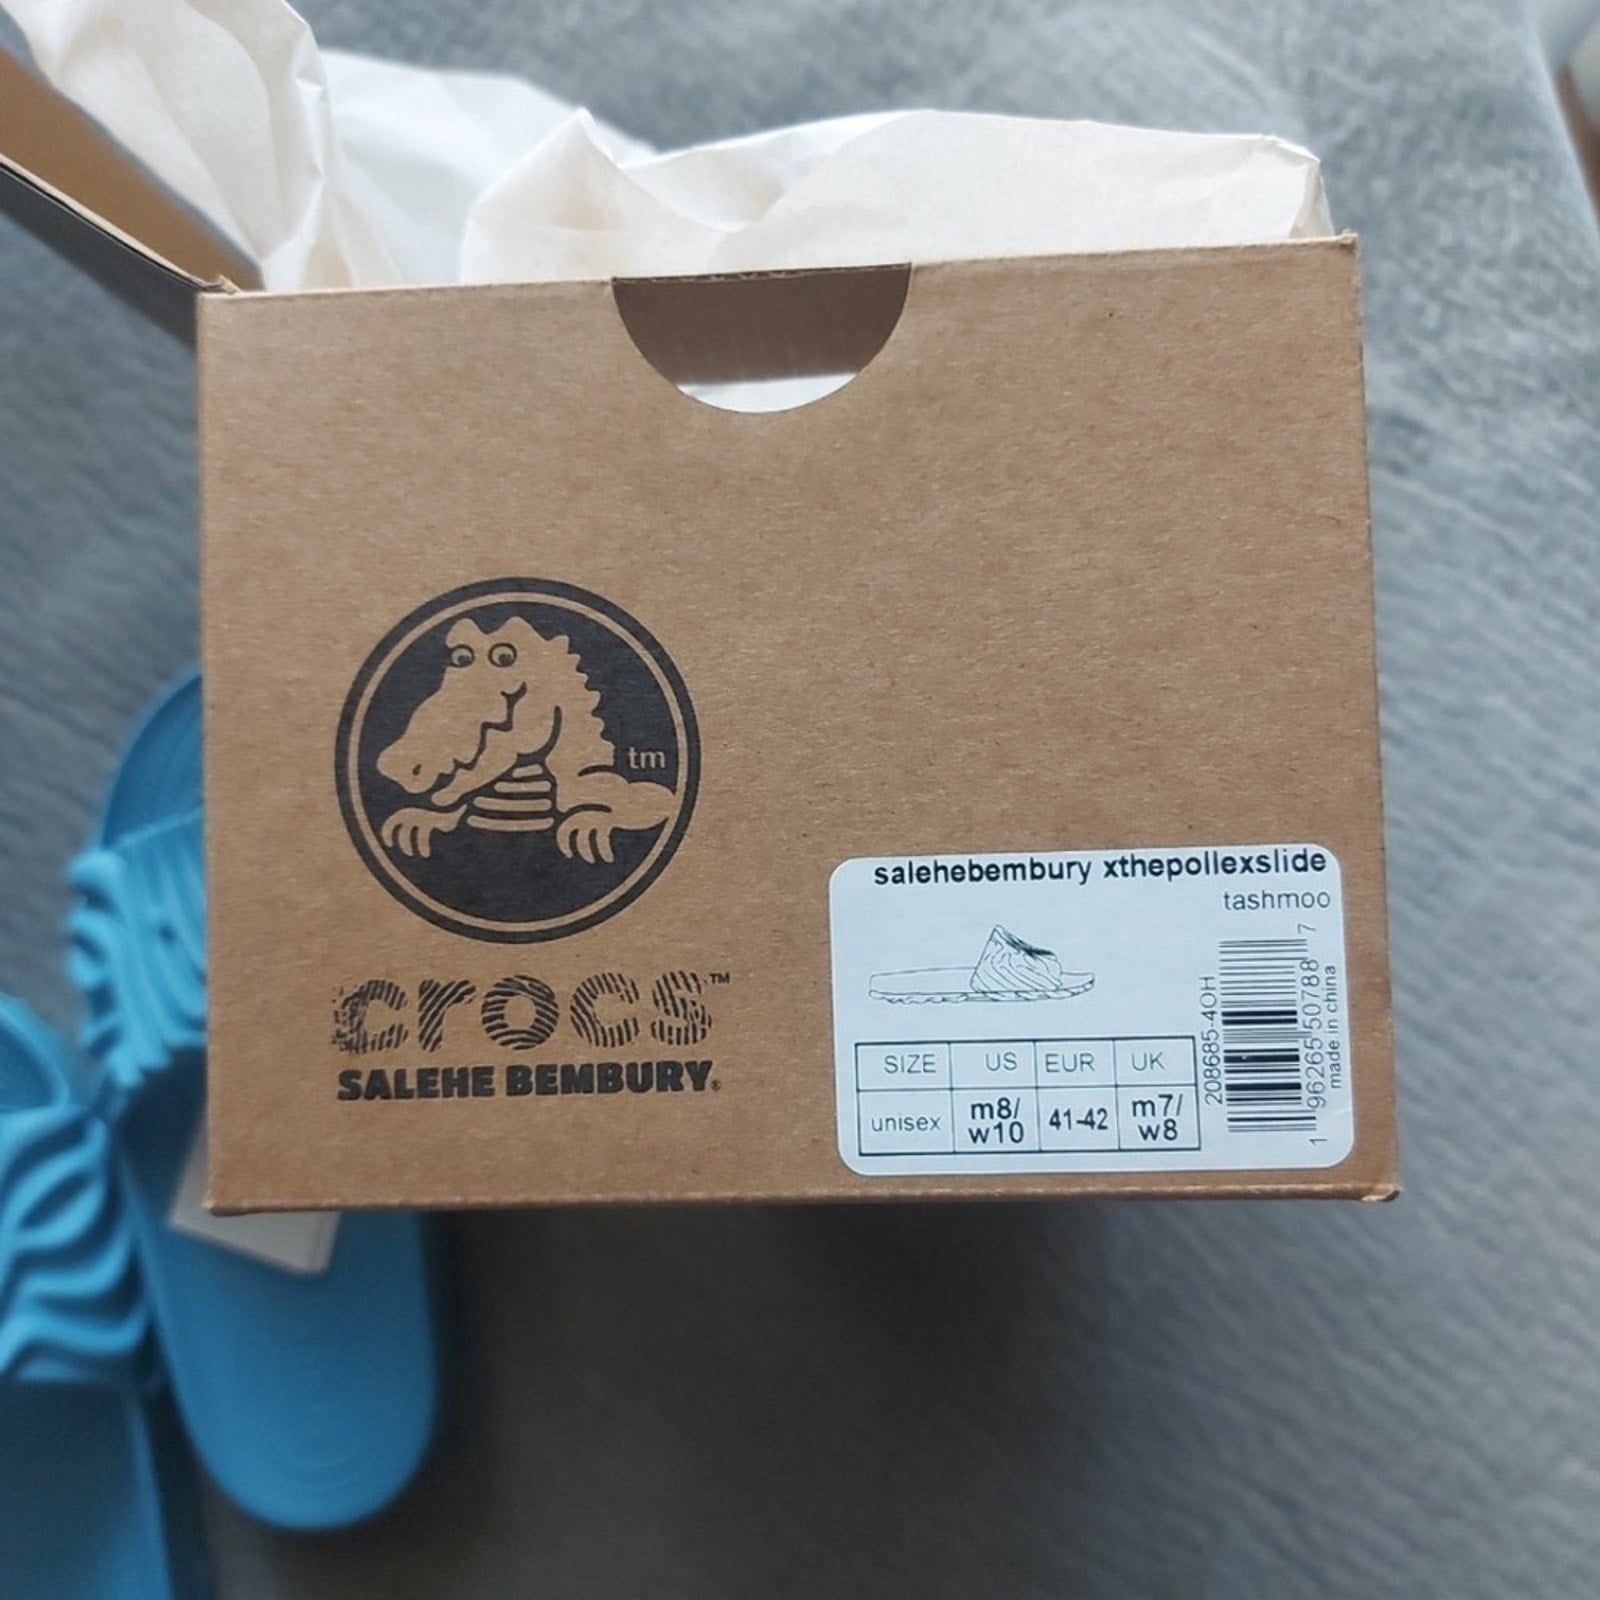 tm
crocs™
SALEHE BEMBURY®
salehebembury xthepollexslide
tashmoo
SIZE US EUR UK
unisex m8/ w10 41-42 m7/ w8
208685-4OH
1 96265 50788 7
made in china